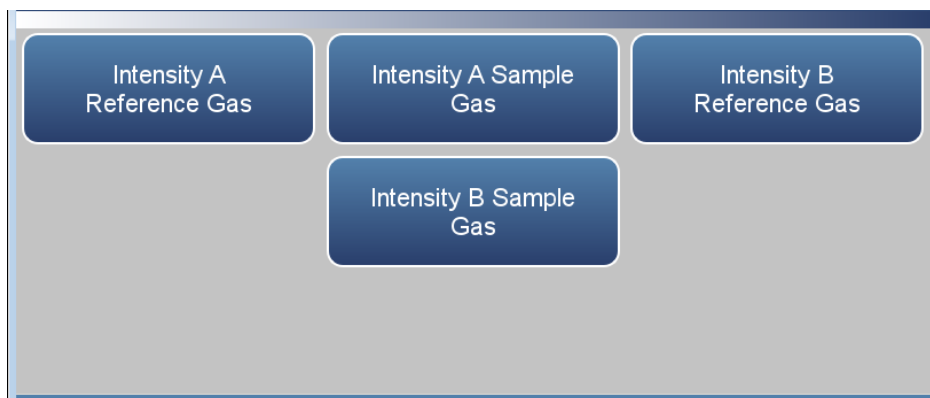 Intensity A
Reference Gas
Intensity A Sample
Gas
Intensity B
Reference Gas
Intensity B Sample
Gas